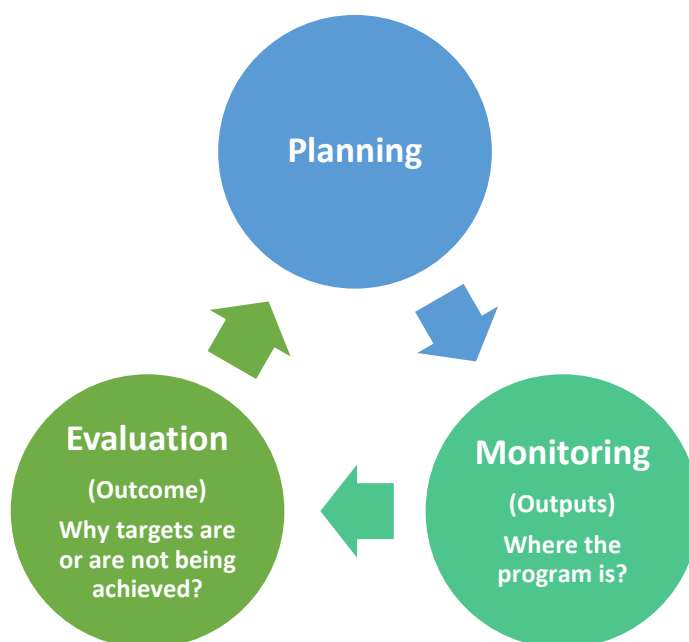 Planning
Evaluation
(Outcome)
Why targets are
or are not being
achieved?
Monitoring
(Outputs)
Where the
program is?